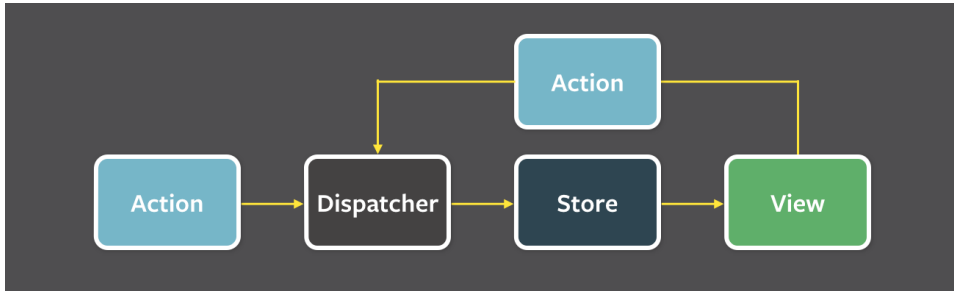 Action
Action
Dispatcher
Store
View